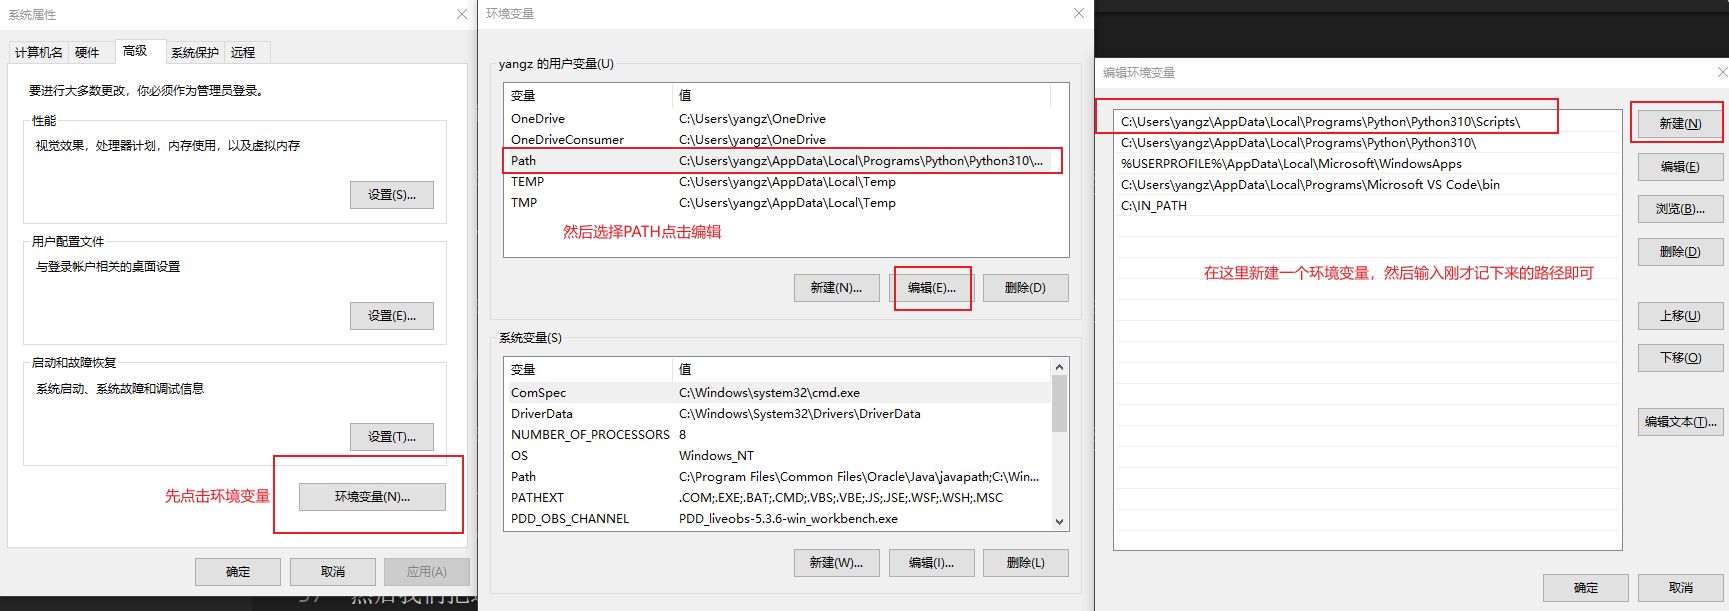 系统属性
计算机名
硬件
高级
系统保护
远程
要进行大多数更改，你必须作为管理员登录。
性能
视觉效果，处理器计划，内存使用，以及虚拟内存
设置(S)...
用户配置文件
与登录帐户相关的桌面设置
设置(E)...
启动和故障恢复
系统启动、系统故障和调试信息
设置(T)...
先点击环境变量
环境变量(N)...
确定
取消
应用(A)
环境变量
yangz 的用户变量(U)
变量 值
OneDrive C:\Users\yangz\OneDrive
OneDriveConsumer C:\Users\yangz\OneDrive
Path C:\Users\yangz\AppData\Local\Programs\Python\Python310\...
TEMP C:\Users\yangz\AppData\Local\Temp
TMP C:\Users\yangz\AppData\Local\Temp
然后选择PATH点击编辑
新建(N)...
编辑(E)...
删除(D)
系统变量(S)
变量 值
ComSpec C:\Windows\system32\cmd.exe
DriverData C:\Windows\System32\Drivers\DriverData
NUMBER_OF_PROCESSORS 8
OS Windows_NT
Path C:\Program Files\Common Files\Oracle\Java\javapath;C:\Win...
PATHEXT .COM;.EXE;.BAT;.CMD;.VBS;.VBE;.JS;.JSE;.WSF;.WSH;.MSC
PDD_OBS_CHANNEL PDD_liveobs-5.3.6-win_workbench.exe
新建(W)...
编辑(I)...
删除(L)
编辑环境变量
C:\Users\yangz\AppData\Local\Programs\Python\Python310\Scripts\
C:\Users\yangz\AppData\Local\Programs\Python\Python310\
%USERPROFILE%\AppData\Local\Microsoft\WindowsApps
C:\Users\yangz\AppData\Local\Programs\Microsoft VS Code\bin
C:\IN_PATH
在这里新建一个环境变量，然后输入刚才记下来的路径即可
新建(N)
编辑(E)
浏览(B)...
删除(D)
上移(U)
下移(O)
编辑文本(T)...
确定
取消